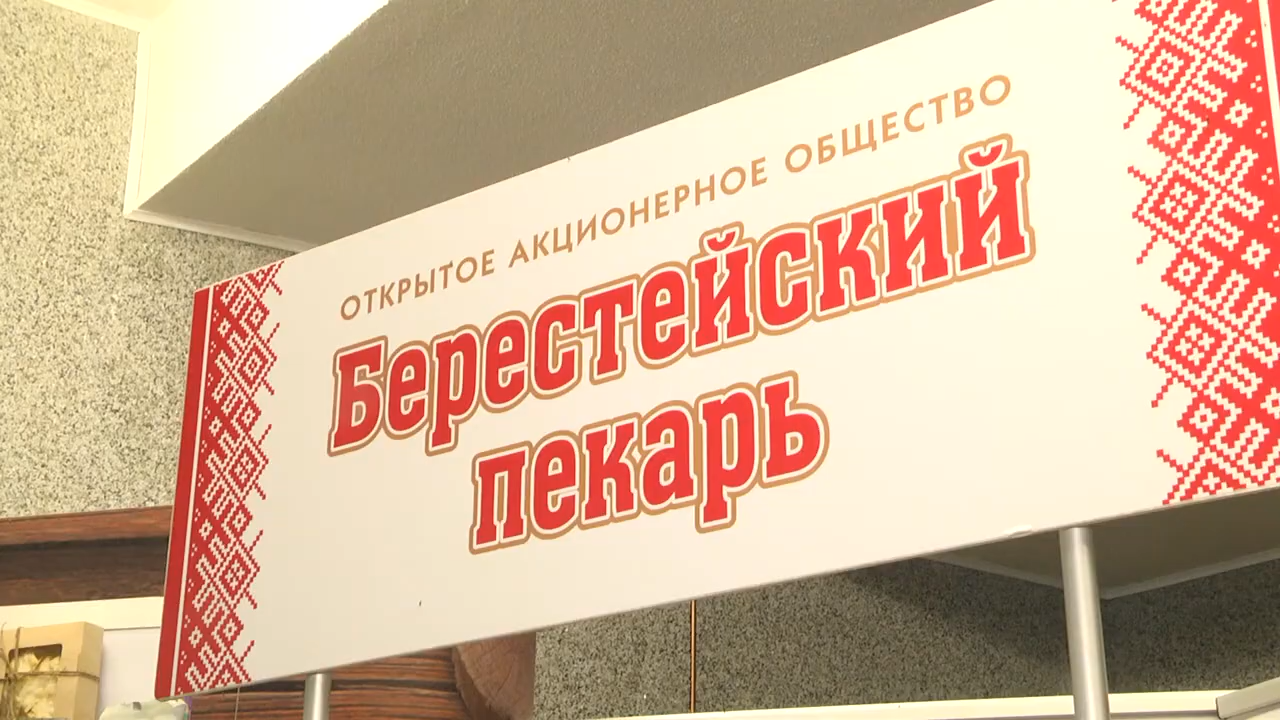 ОТКРЫТОЕ АКЦИОНЕРНОЕ ОБЩЕСТВО
Берестейский
пекарь